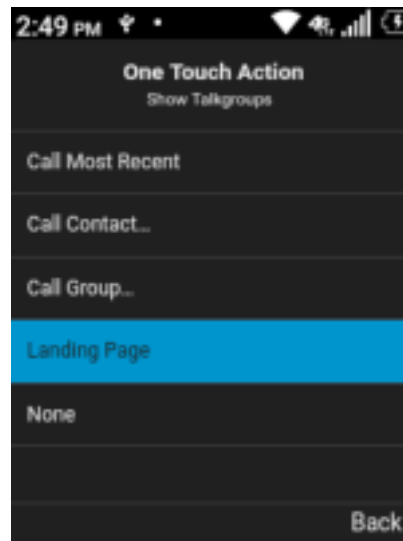 2:49 PM
One Touch Action
Show Talkgroups
Call Most Recent
Call Contact...
Call Group...
Landing Page
None
Back